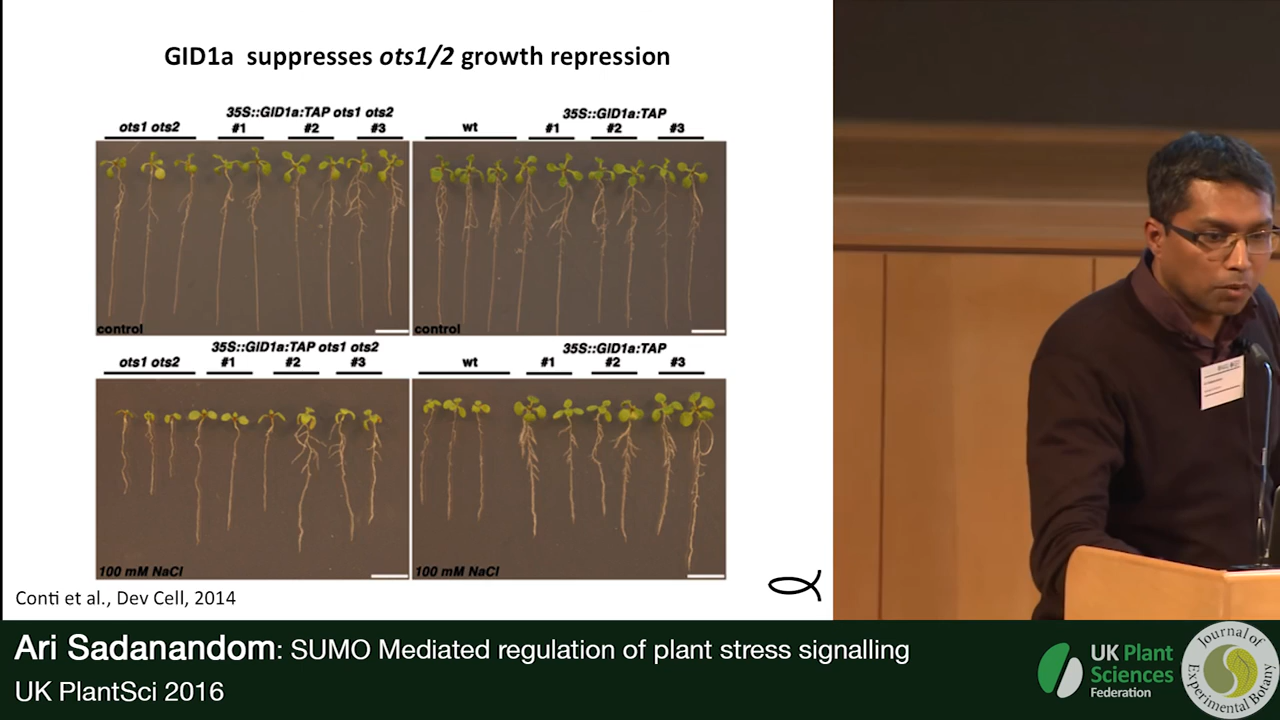 GID1a suppresses ots1/2 growth repression
35S::GID1a:TAP ots1 ots2
35S::GID1a:TAP
ots1 ots2
#1
#2
#3
wt
#1
#2
#3
control
control
35S::GID1a:TAP ots1 ots2
35S::GID1a:TAP
ots1 ots2
#1
#2
#3
wt
#1
#2
#3
100 mM NaCl
100 mM NaCl
Conti et al., Dev Cell, 2014
Ari Sadanandom: SUMO Mediated regulation of plant stress signalling
UK PlantSci 2016
UK Plant
Sciences
Federation
Journal of
Experimental Botany